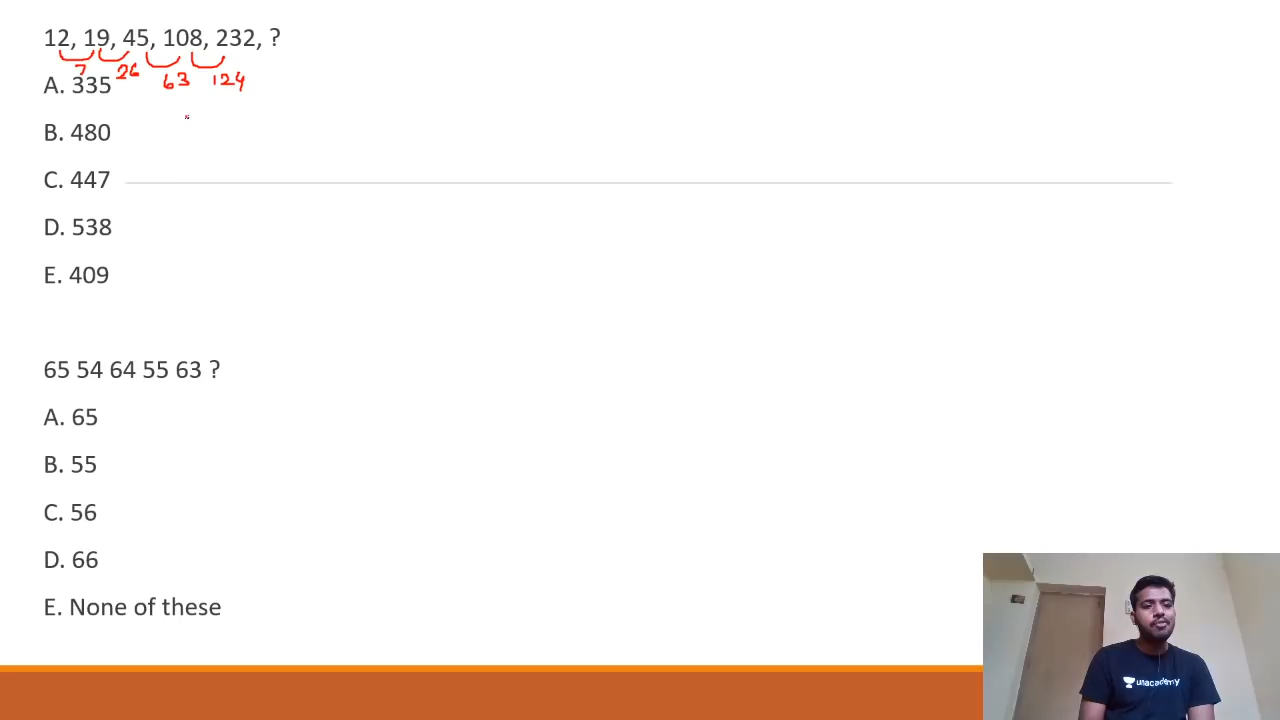 12, 19, 45, 108, 232, ?
7 26 63 124
A. 335
B. 480
C. 447
D. 538
E. 409
65 54 64 55 63 ?
A. 65
B. 55
C. 56
D. 66
E. None of these
unacademy